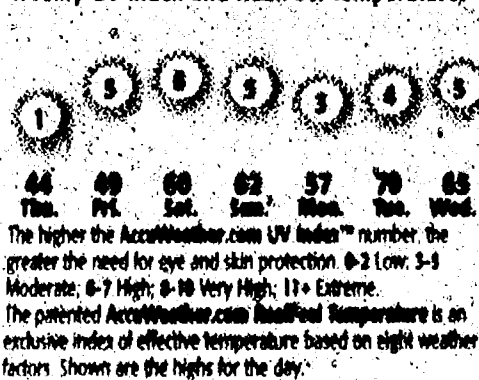 1 5 6 5 3 4 5
44 49 60 62 57 70 65
Thu. Fri. Sat. Sun. Mon. Tue. Wed.
The higher the AccuWeather.com UV Index™ number, the
greater the need for eye and skin protection. 0-2 Low; 3-5
Moderate; 6-7 High; 8-10 Very High; 11+ Extreme.
The patented AccuWeather.com RealFeel Temperature is an
exclusive index of effective temperature based on eight weather
factors. Shown are the highs for the day.